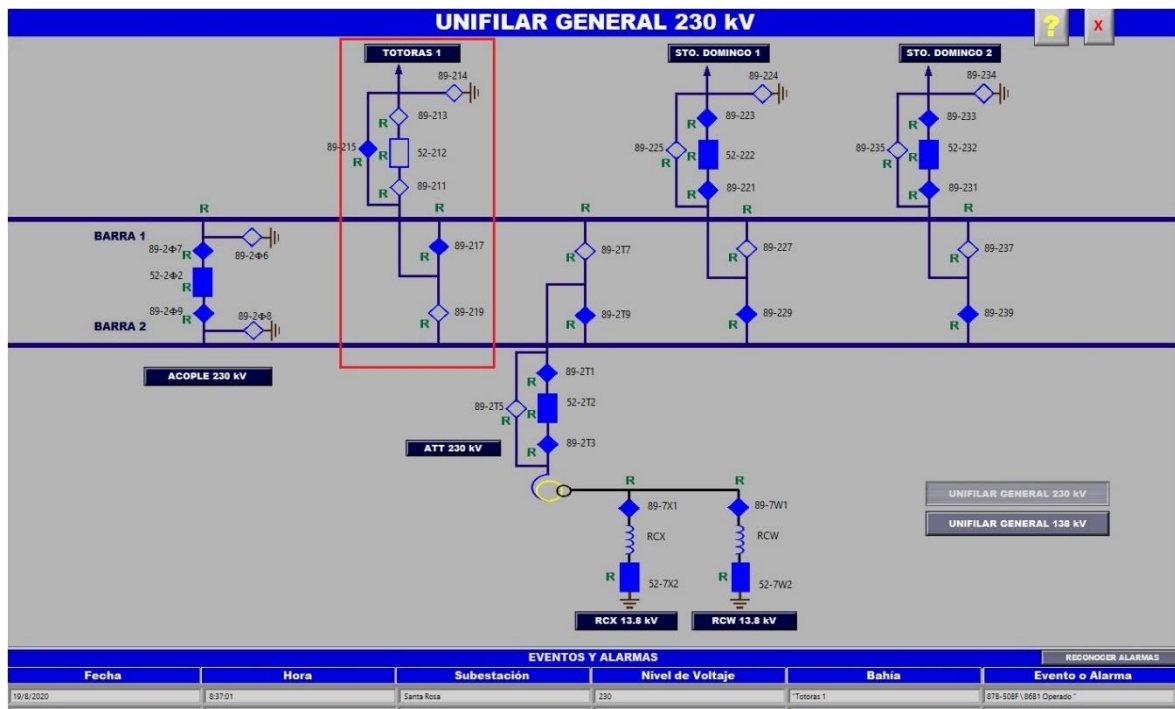 UNIFILAR GENERAL 230 kV
?
X
TOTORAS 1
STO. DOMINGO 1
STO. DOMINGO 2
89-214
89-224
89-234
89-213
89-223
89-233
R
R
R
89-215
R
52-212
89-225
R
52-222
89-235
R
52-232
R
R
R
89-211
89-221
89-231
R
R
R
R
R
R
R
R
BARRA 1
89-2Φ7
R
89-2Φ6
89-217
R
89-2T7
R
89-227
R
89-237
R
52-2Φ2
R
89-2Φ9
R
89-2Φ8
89-219
R
89-2T9
R
89-229
R
89-239
R
BARRA 2
ACOPLE 230 kV
89-2T1
R
89-2T5
R
R
52-2T2
89-2T3
R
ATT 230 kV
R
R
89-7X1
89-7W1
UNIFILAR GENERAL 230 kV
UNIFILAR GENERAL 138 kV
RCX
RCW
R
52-7X2
R
52-7W2
RCX 13.8 kV
RCW 13.8 kV
EVENTOS Y ALARMAS
RECONOCER ALARMAS
Fecha Hora Subestación Nivel de Voltaje Bahía Evento o Alarma
19/8/2020 8:37:01 Santa Rosa 230 "Totoras 1 878-50BF \ 86B1 Operado "